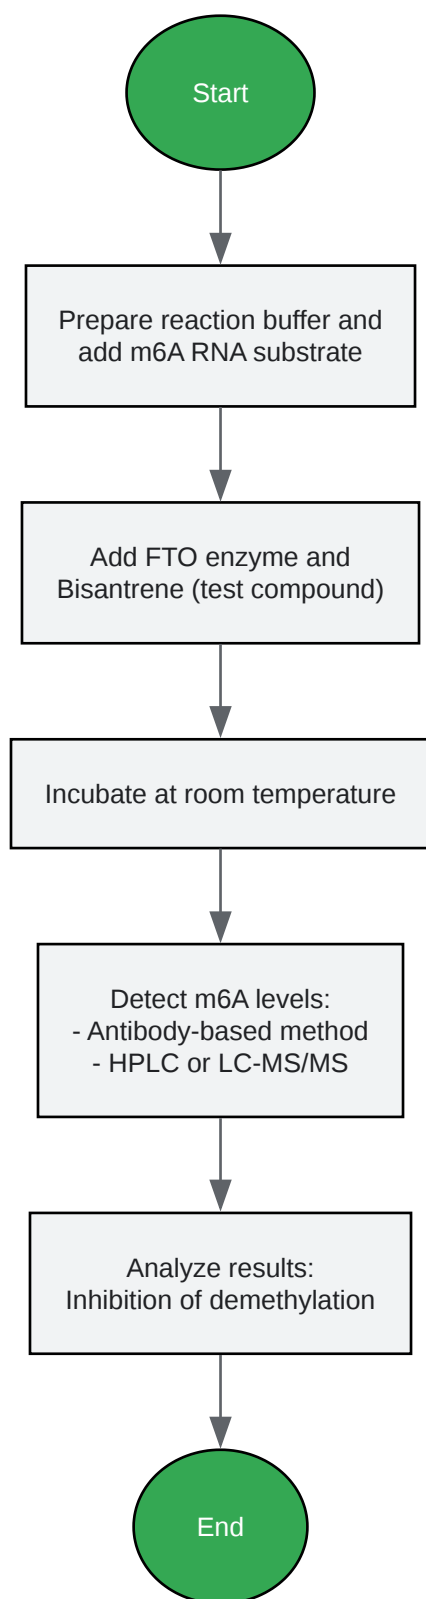 Start
Prepare reaction buffer and
add m6A RNA substrate
Add FTO enzyme and
Bisantrene (test compound)
Incubate at room temperature
Detect m6A levels:
- Antibody-based method
- HPLC or LC-MS/MS
Analyze results:
Inhibition of demethylation
End